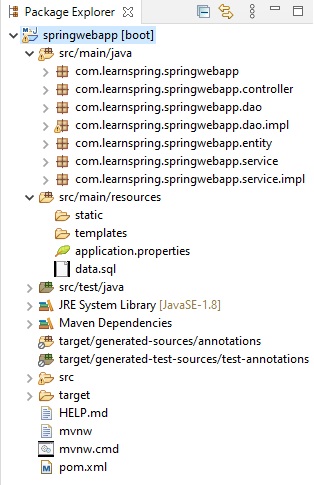 Package Explorer
springwebapp [boot]
src/main/java
com.learnspring.springwebapp
com.learnspring.springwebapp.controller
com.learnspring.springwebapp.dao
com.learnspring.springwebapp.dao.impl
com.learnspring.springwebapp.entity
com.learnspring.springwebapp.service
com.learnspring.springwebapp.service.impl
src/main/resources
static
templates
application.properties
data.sql
src/test/java
JRE System Library [JavaSE-1.8]
Maven Dependencies
target/generated-sources/annotations
target/generated-test-sources/test-annotations
src
target
HELP.md
mvnw
mvnw.cmd
pom.xml